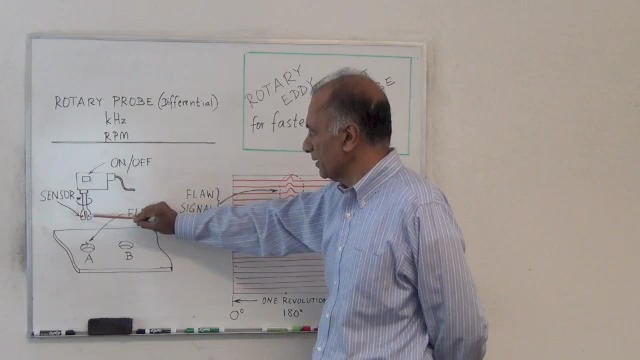 ROTARY PROBE (Differential)
kHz
RPM
ON/OFF
SENSOR
A
B
ROTARY
EDDY
for faste
FLAW
SIGNAL
ONE REVOLUTION
0°
180°